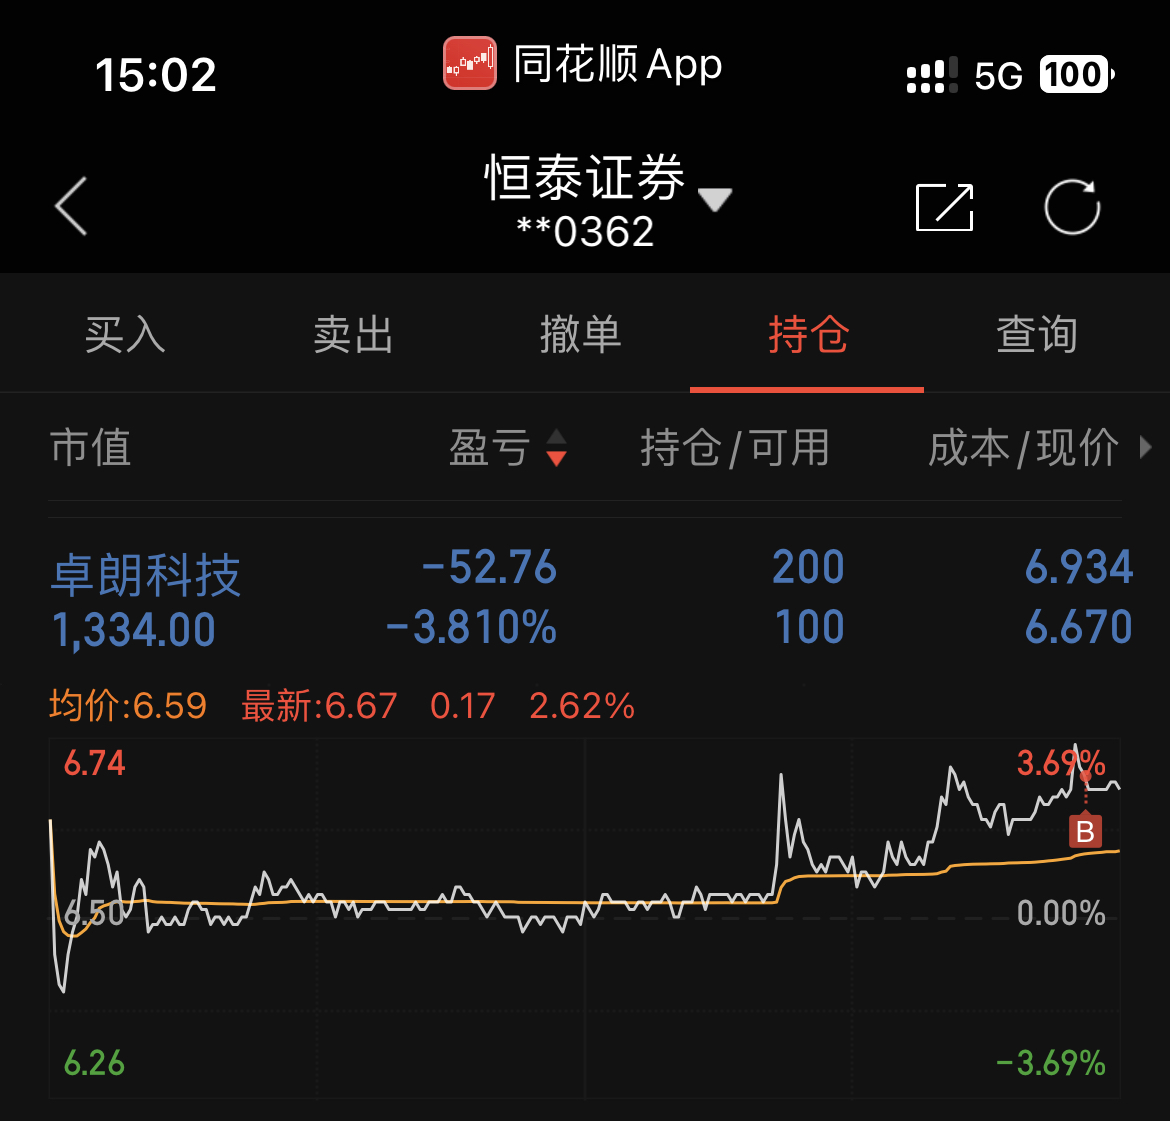 15:02 同花顺App 5G 100
恒泰证券
**0362
买入 卖出 撤单 持仓 查询
市值 盈亏 持仓/可用 成本/现价
卓朗科技 -52.76 200 6.934
1,334.00 -3.810% 100 6.670
均价:6.59 最新:6.67 0.17 2.62%
6.74 3.69%
B
6.50 0.00%
6.26 -3.69%